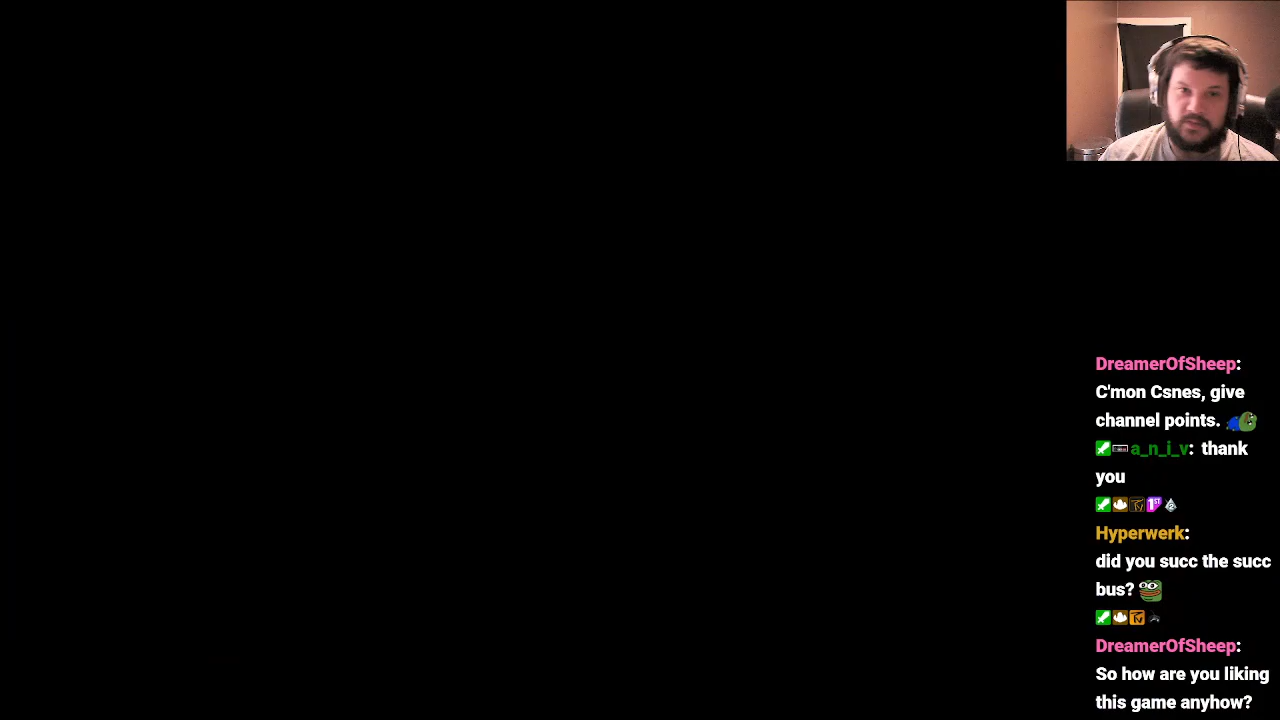 DreamerOfSheep:
C'mon Csnes, give
channel points.
a_n_i_v: thank
you
Hyperwerk:
did you succ the succ
bus?
DreamerOfSheep:
So how are you liking
this game anyhow?